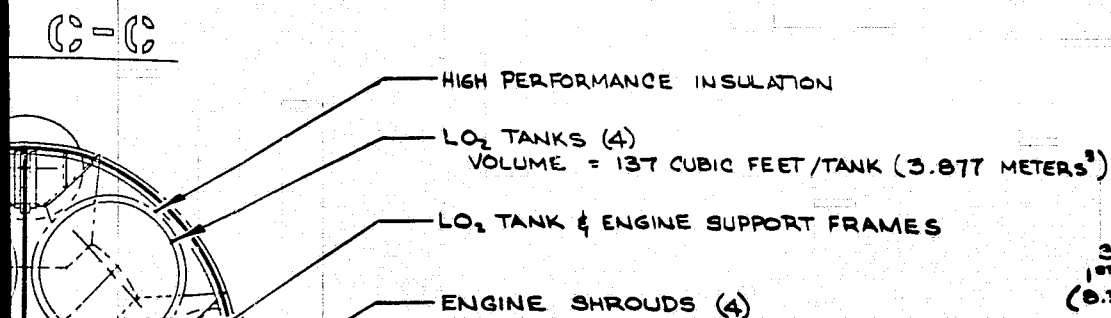 C-C
HIGH PERFORMANCE INSULATION
LO₂ TANKS (4)
VOLUME = 137 CUBIC FEET/TANK (3.877 METERS³)
LO₂ TANK & ENGINE SUPPORT FRAMES
ENGINE SHROUDS (4)